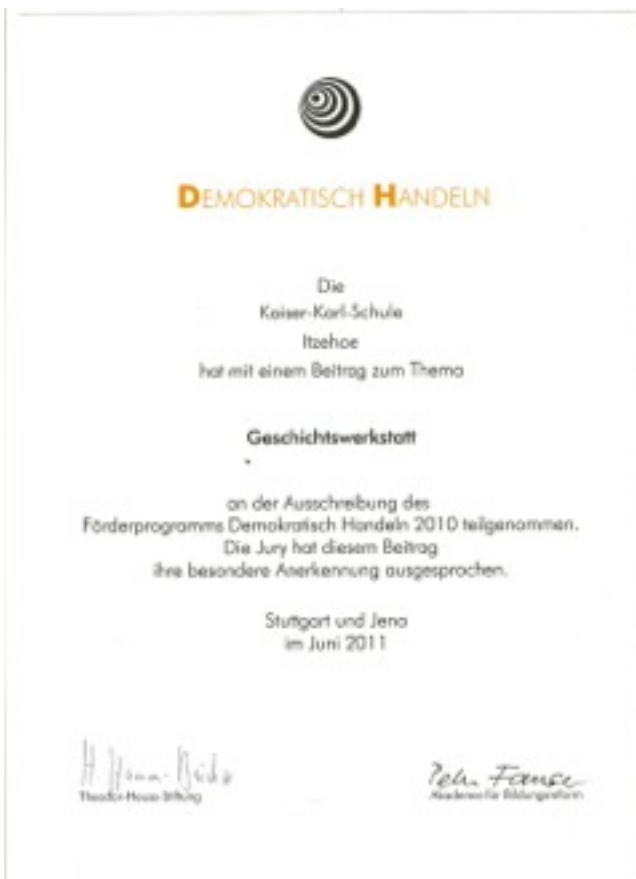 DEMOKRATISCH HANDELN
Die
Kaiser-Karl-Schule
Itzehoe
hat mit einem Beitrag zum Thema
Geschichtswerkstatt
an der Ausschreibung des
Förderprogramms Demokratisch Handeln 2010 teilgenommen.
Die Jury hat diesem Beitrag
ihre besondere Anerkennung ausgesprochen.
Stuttgart und Jena
im Juni 2011
Theodor-Heuss-Stiftung
Akademie für Bildungsreform